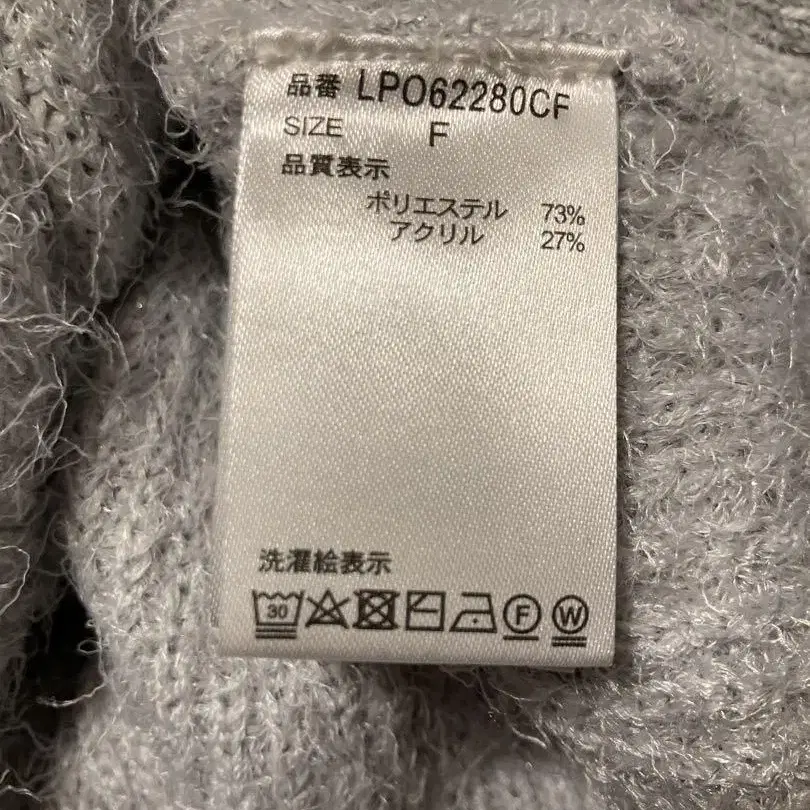 品番 LPO62280CF
SIZE F
品質表示
ポリエステル 73%
アクリル 27%
洗濯絵表示
30 F W